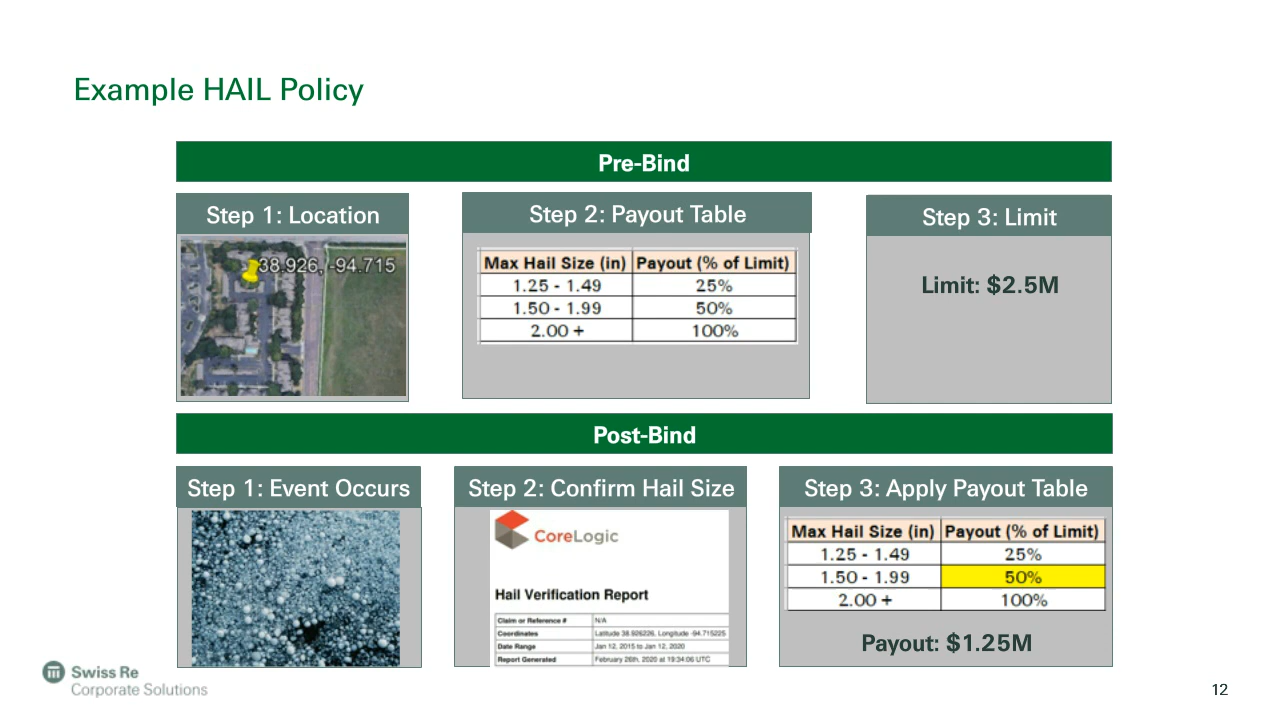 Example HAIL Policy
Pre-Bind
Step 1: Location
38.926, -94.715
Step 2: Payout Table
Max Hail Size (in) Payout (% of Limit)
1.25 - 1.49 25%
1.50 - 1.99 50%
2.00 + 100%
Step 3: Limit
Limit: $2.5M
Post-Bind
Step 1: Event Occurs
Step 2: Confirm Hail Size
CoreLogic
Hail Verification Report
Claim or Reference # N/A
Coordinates Latitude 38.926226, Longitude -94.715225
Date Range Jan 12, 2015 to Jan 12, 2020
Report Generated February 26th, 2020 at 19:34:06 UTC
Step 3: Apply Payout Table
Max Hail Size (in) Payout (% of Limit)
1.25 - 1.49 25%
1.50 - 1.99 50%
2.00 + 100%
Payout: $1.25M
Swiss Re
Corporate Solutions
12